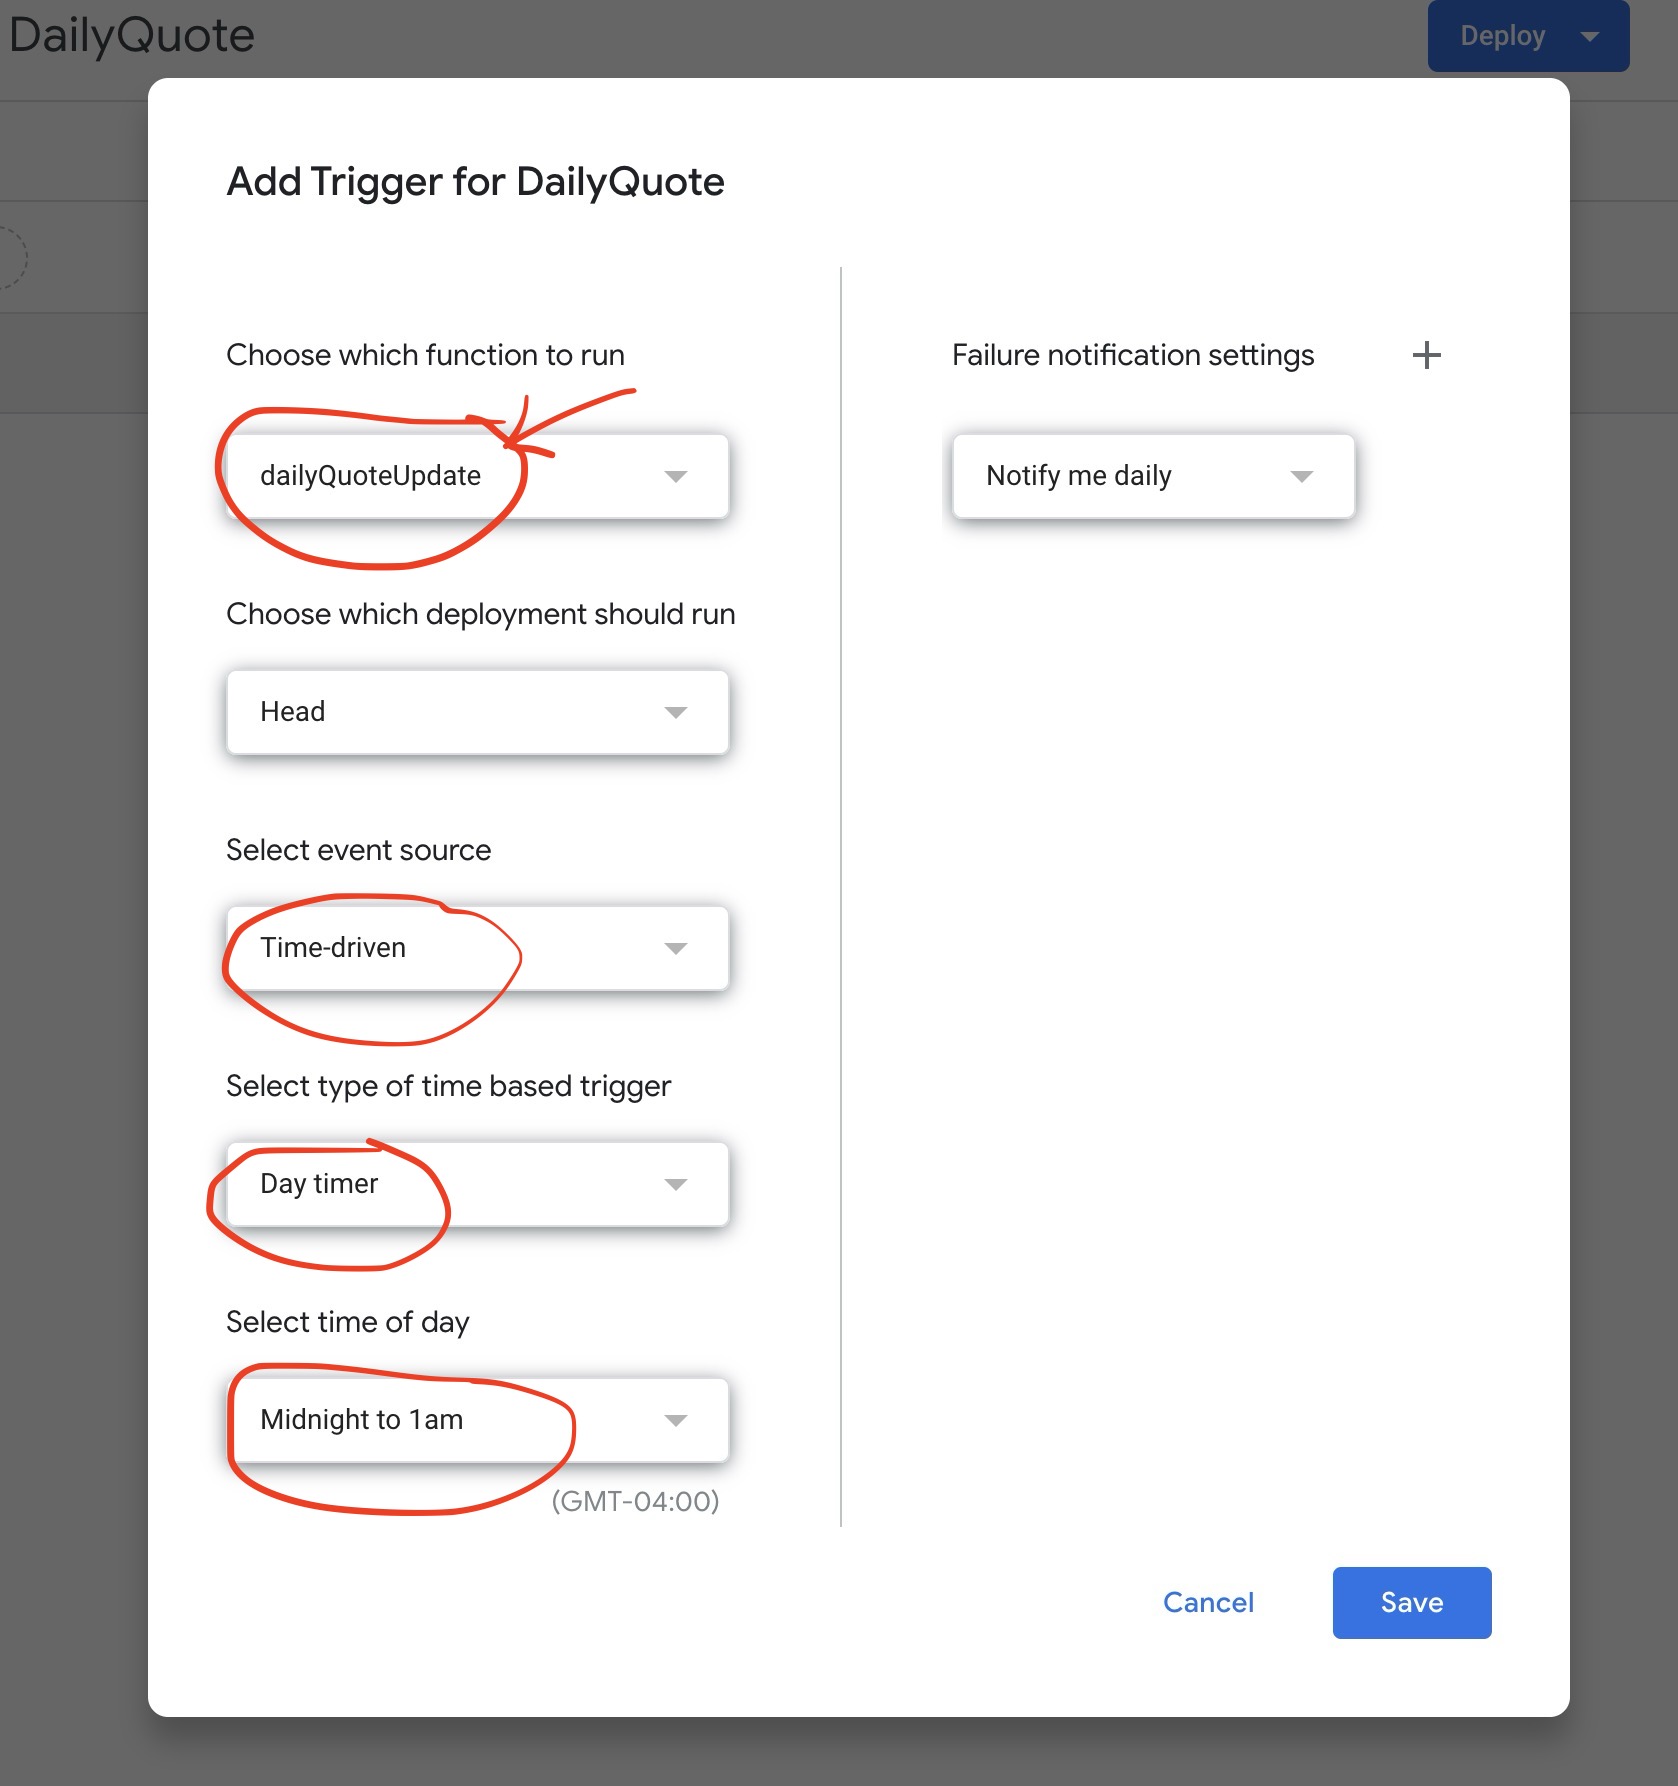 DailyQuote
Deploy
Add Trigger for DailyQuote
Choose which function to run
dailyQuoteUpdate
Choose which deployment should run
Head
Select event source
Time-driven
Select type of time based trigger
Day timer
Select time of day
Midnight to 1am
(GMT-04:00)
Failure notification settings
Notify me daily
Cancel
Save